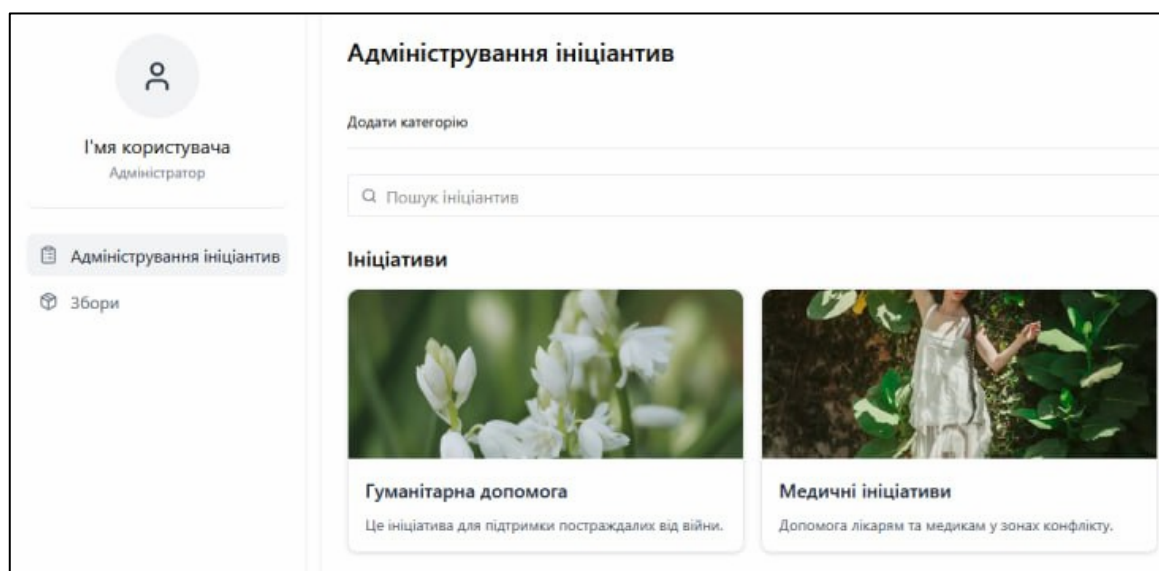 І'мя користувача
Адміністратор
Адміністрування ініціантив
Збори
Адміністрування ініціантив
Додати категорію
Пошук ініціантив
Ініціативи
Гуманітарна допомога
Це ініціатива для підтримки постраждалих від війни.
Медичні ініціативи
Допомога лікарям та медикам у зонах конфлікту.